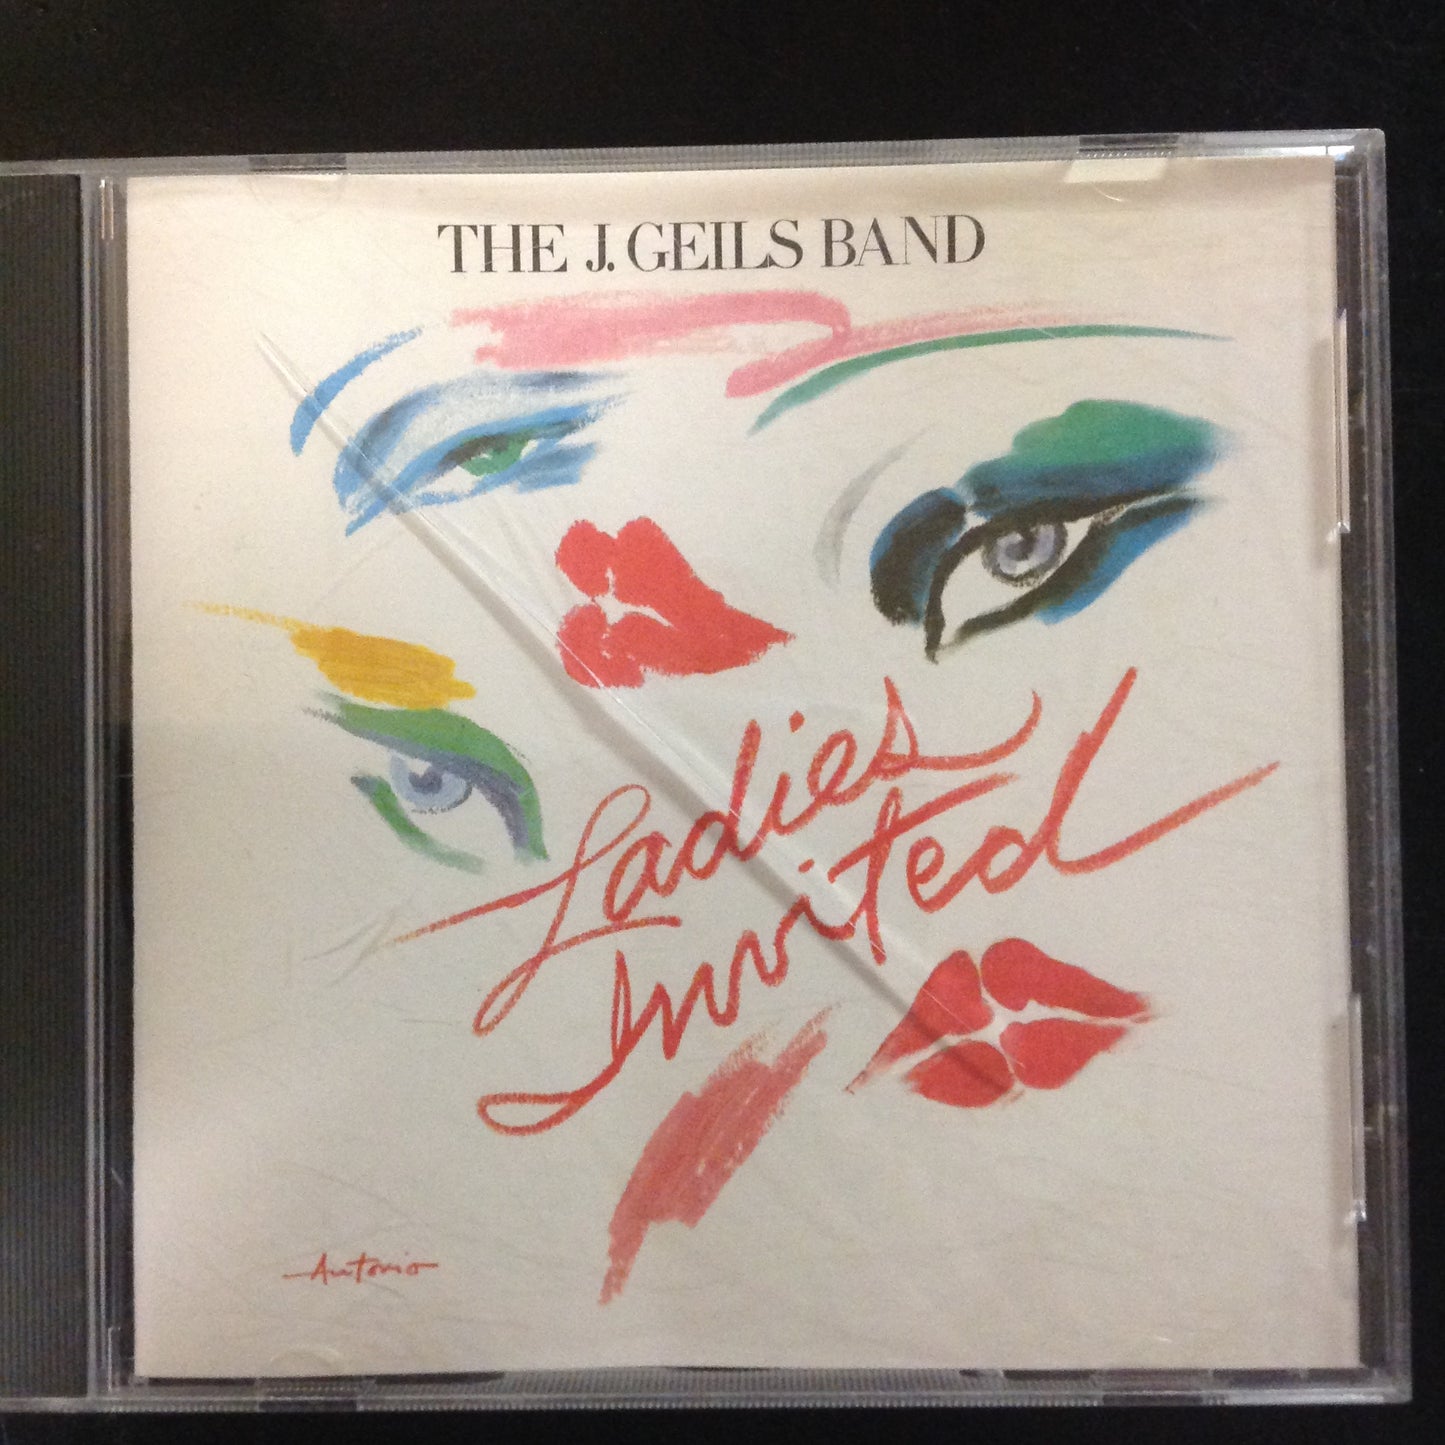 THE J. GEILS BAND
Ladies
Invited
Antonio